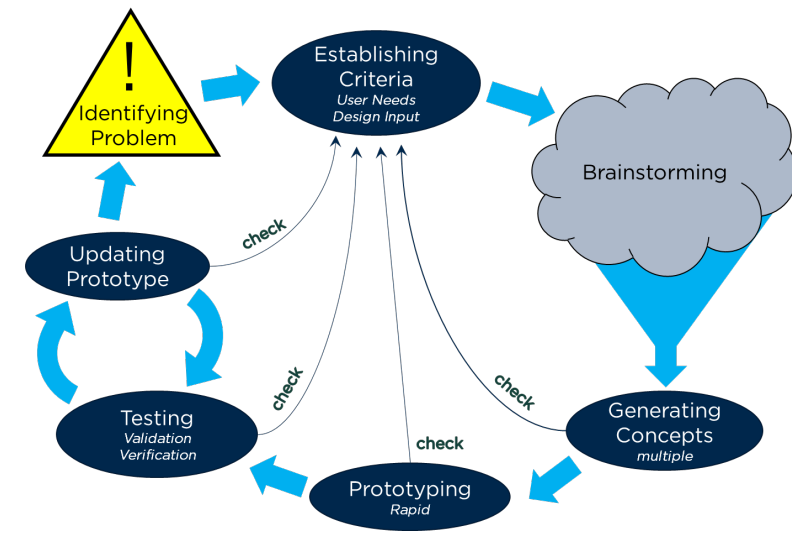 !
Identifying
Problem
Establishing
Criteria
User Needs
Design Input
Brainstorming
Generating
Concepts
multiple
Prototyping
Rapid
Testing
Validation
Verification
Updating
Prototype
check
check
check
check